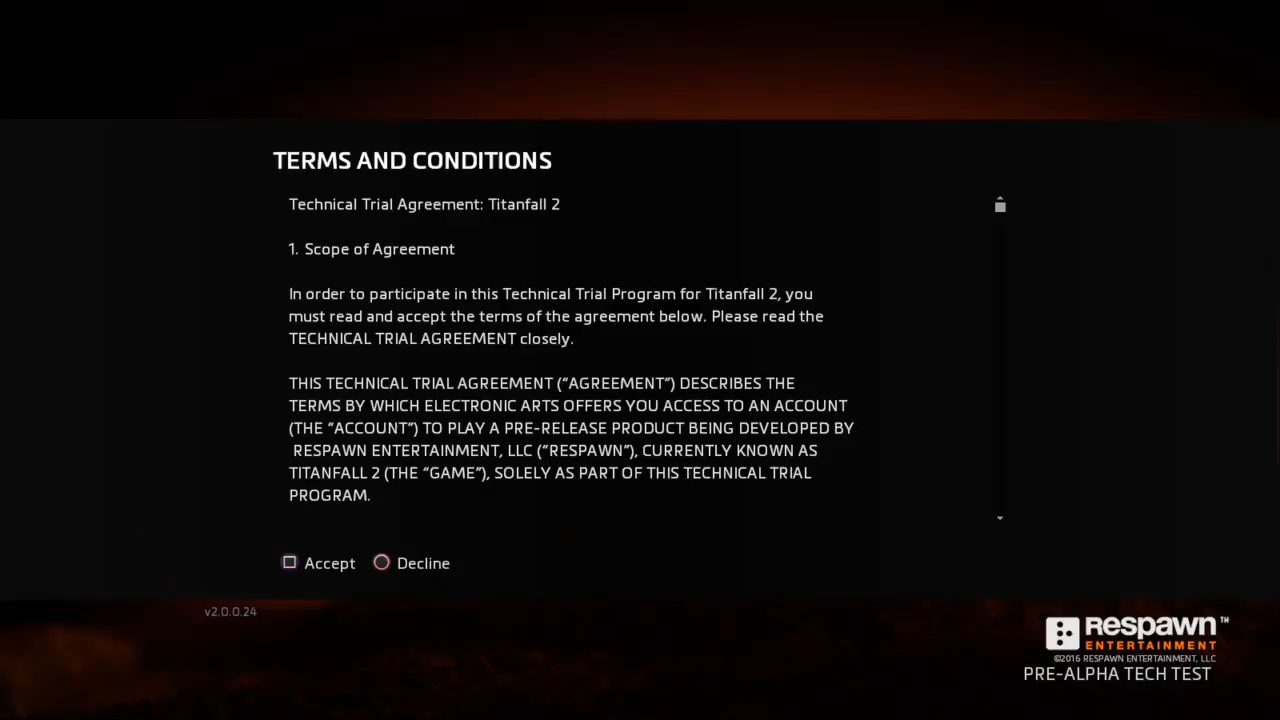 TERMS AND CONDITIONS
Technical Trial Agreement: Titanfall 2
1. Scope of Agreement
In order to participate in this Technical Trial Program for Titanfall 2, you
must read and accept the terms of the agreement below. Please read the
TECHNICAL TRIAL AGREEMENT closely.
THIS TECHNICAL TRIAL AGREEMENT (“AGREEMENT”) DESCRIBES THE
TERMS BY WHICH ELECTRONIC ARTS OFFERS YOU ACCESS TO AN ACCOUNT
(THE “ACCOUNT”) TO PLAY A PRE-RELEASE PRODUCT BEING DEVELOPED BY
RESPAWN ENTERTAINMENT, LLC (“RESPAWN”), CURRENTLY KNOWN AS
TITANFALL 2 (THE “GAME”), SOLELY AS PART OF THIS TECHNICAL TRIAL
PROGRAM.
Accept Decline
v2.0.0.24
Respawn™
ENTERTAINMENT
©2016 RESPAWN ENTERTAINMENT, LLC
PRE-ALPHA TECH TEST